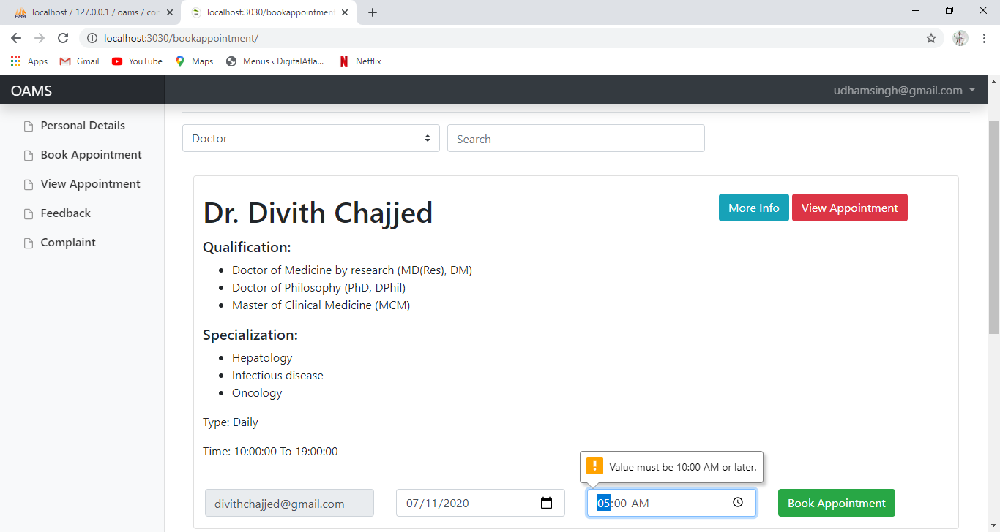 localhost / 127.0.0.1 / oams / con
localhost:3030/bookappointment
localhost:3030/bookappointment/
Apps
Gmail
YouTube
Maps
Menus ‹ DigitalAtla...
Netflix
OAMS
udhamsingh@gmail.com
Personal Details
Book Appointment
View Appointment
Feedback
Complaint
Doctor
Search
Dr. Divith Chajjed
More Info
View Appointment
Qualification:
Doctor of Medicine by research (MD(Res), DM)
Doctor of Philosophy (PhD, DPhil)
Master of Clinical Medicine (MCM)
Specialization:
Hepatology
Infectious disease
Oncology
Type: Daily
Time: 10:00:00 To 19:00:00
Value must be 10:00 AM or later.
divithchajjed@gmail.com
07/11/2020
05:00 AM
Book Appointment